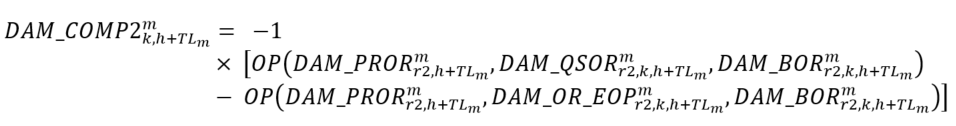 DAM_COMP2^m_{k,h+TL_m} = −1
× [OP(DAM_PROR^m_{r2,h+TL_m}, DAM_QSOR^m_{r2,k,h+TL_m}, DAM_BOR^m_{r2,k,h+TL_m})
− OP(DAM_PROR^m_{r2,h+TL_m}, DAM_OR_EOP^m_{r2,k,h+TL_m}, DAM_BOR^m_{r2,k,h+TL_m})]